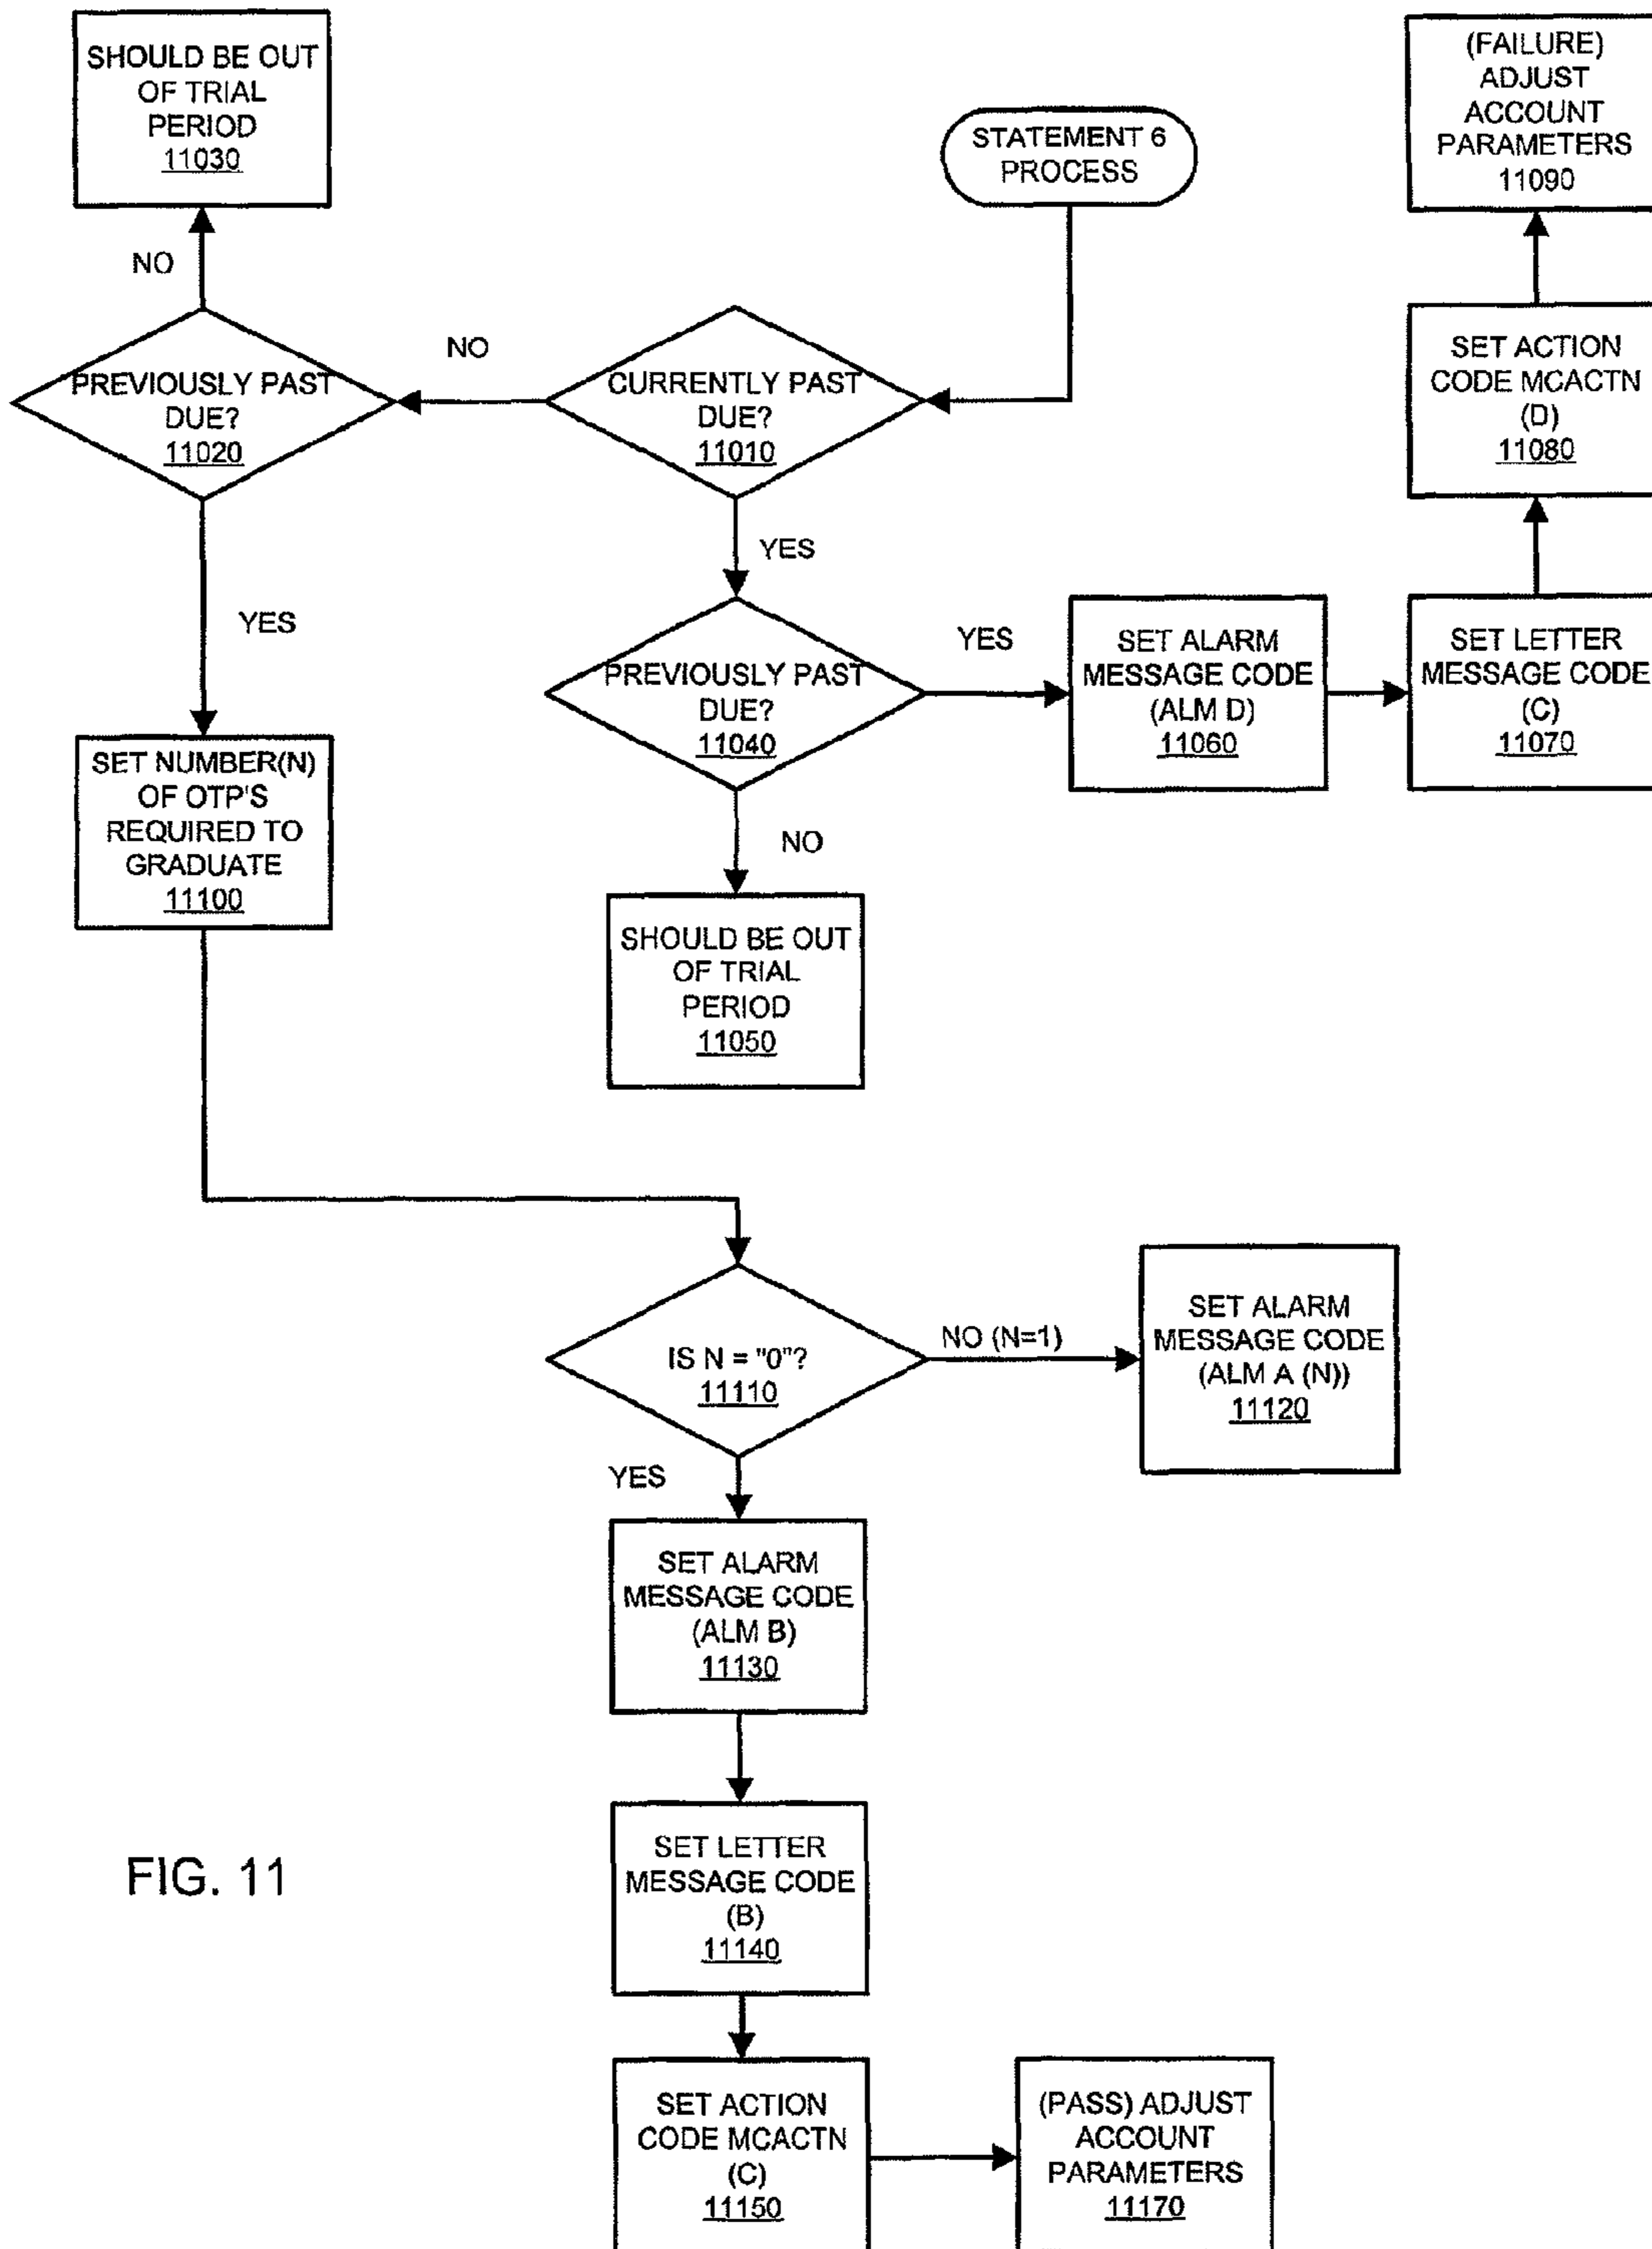 SHOULD BE OUT
OF TRIAL
PERIOD
11030
(FAILURE)
ADJUST
ACCOUNT
PARAMETERS
11090
STATEMENT 6
PROCESS
NO
PREVIOUSLY PAST
DUE?
11020
NO
CURRENTLY PAST
DUE?
11010
SET ACTION
CODE MCACTN
(D)
11080
YES
YES
PREVIOUSLY PAST
DUE?
11040
YES
SET ALARM
MESSAGE CODE
(ALM D)
11060
SET LETTER
MESSAGE CODE
(C)
11070
SET NUMBER(N)
OF OTP'S
REQUIRED TO
GRADUATE
11100
NO
SHOULD BE OUT
OF TRIAL
PERIOD
11050
IS N = "0"?
11110
NO (N=1)
SET ALARM
MESSAGE CODE
(ALM A (N))
11120
YES
SET ALARM
MESSAGE CODE
(ALM B)
11130
SET LETTER
MESSAGE CODE
(B)
11140
FIG. 11
SET ACTION
CODE MCACTN
(C)
11150
(PASS) ADJUST
ACCOUNT
PARAMETERS
11170